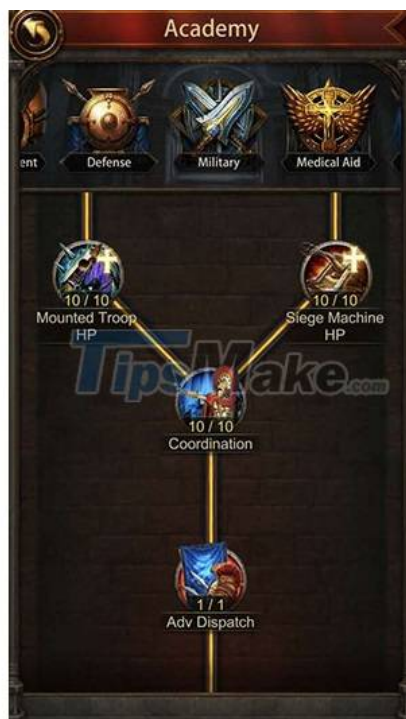 Academy
ent
Defense
Military
Medical Aid
10 / 10
10 / 10
Mounted Troop
HP
Siege Machine
HP
TipsMake.com
10 / 10
Coordination
1 / 1
Adv Dispatch